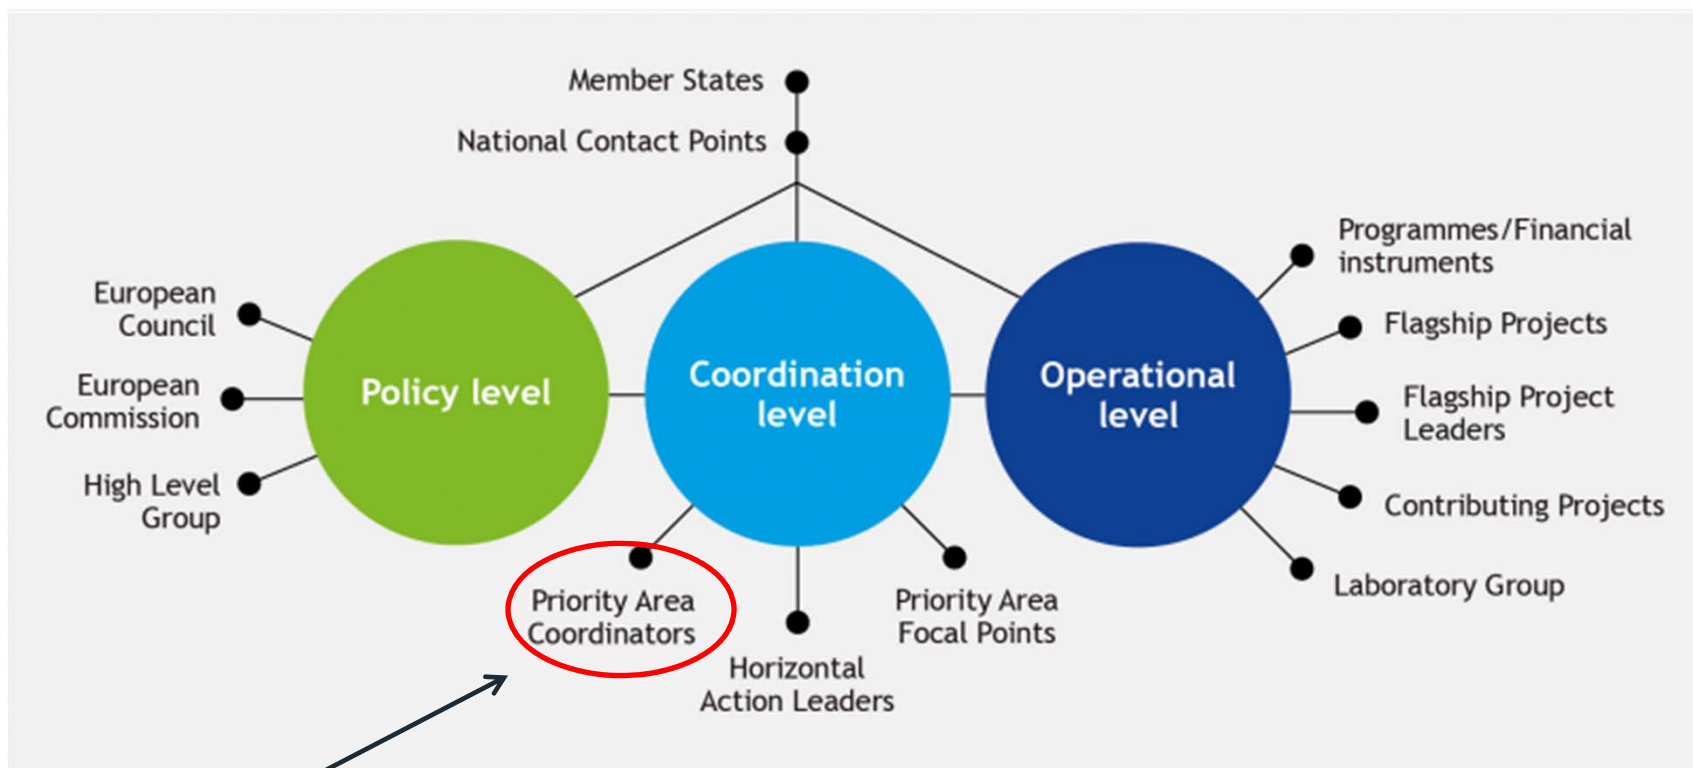 Member States
National Contact Points
European
Council
European
Commission
High Level
Group
Policy level
Coordination
level
Operational
level
Programmes/Financial
instruments
Flagship Projects
Flagship Project
Leaders
Contributing Projects
Laboratory Group
Priority Area
Coordinators
Horizontal
Action Leaders
Priority Area
Focal Points